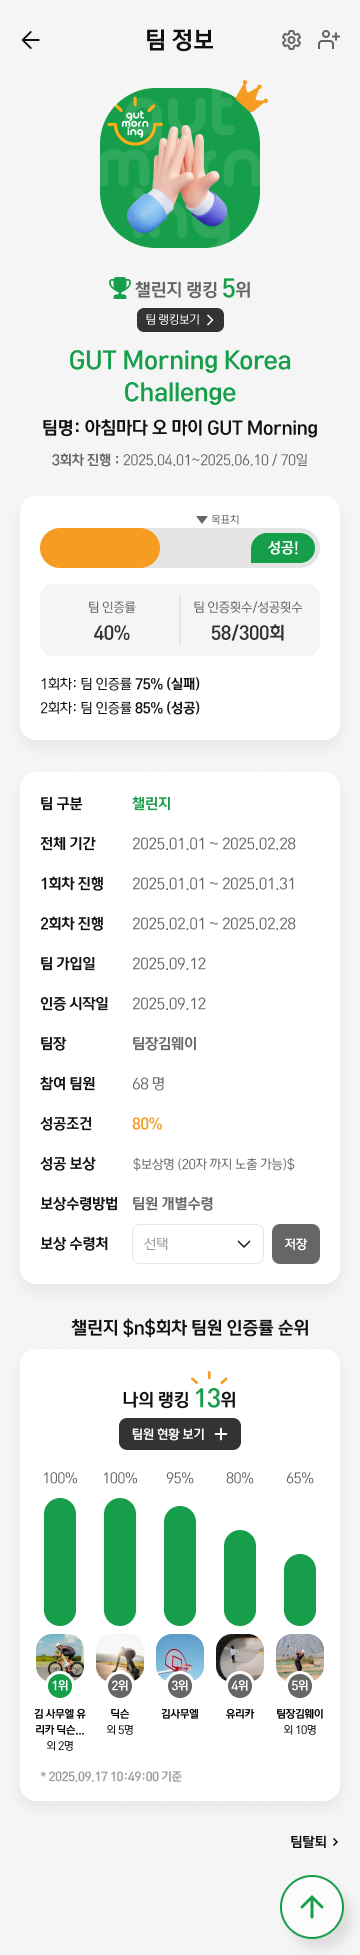 팀 정보
gut
morn
ing
챌린지 랭킹 5위
팀 랭킹보기
GUT Morning Korea
Challenge
팀명: 아침마다 오 마이 GUT Morning
3회차 진행 : 2025.04.01~2025.06.10 / 70일
▼ 목표치
성공!
팀 인증률 팀 인증횟수/성공횟수
40% 58/300회
1회차: 팀 인증률 75% (실패)
2회차: 팀 인증률 85% (성공)
팀 구분 챌린지
전체 기간 2025.01.01 ~ 2025.02.28
1회차 진행 2025.01.01 ~ 2025.01.31
2회차 진행 2025.02.01 ~ 2025.02.28
팀 가입일 2025.09.12
인증 시작일 2025.09.12
팀장 팀장김웨이
참여 팀원 68 명
성공조건 80%
성공 보상 $보상명 (20자 까지 노출 가능)$
보상수령방법 팀원 개별수령
보상 수령처 선택 저장
챌린지 $n$회차 팀원 인증률 순위
나의 랭킹 13위
팀원 현황 보기
100% 100% 95% 80% 65%
1위 2위 3위 4위 5위
김 사무엘 유 딕슨 김사무엘 유리카 팀장김웨이
리카 딕슨... 외 5명 외 10명
외 2명
* 2025.09.17 10:49:00 기준
팀탈퇴